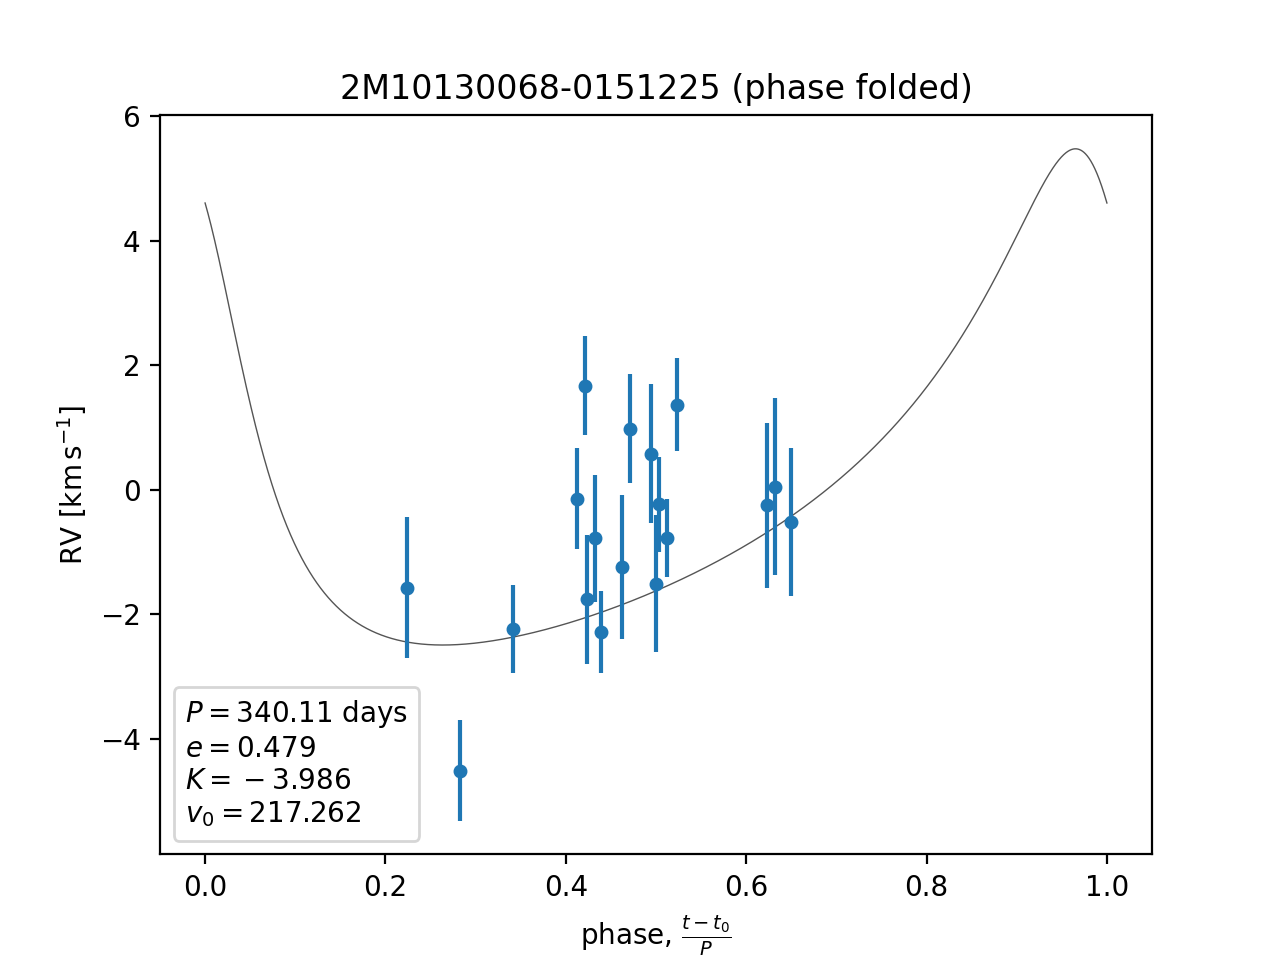 2M10130068-0151225 (phase folded)
6
4
2
0
−2
−4
RV [km s⁻¹]
P = 340.11 days
e = 0.479
K = −3.986
v₀ = 217.262
0.0 0.2 0.4 0.6 0.8 1.0
phase, (t − t₀)/P